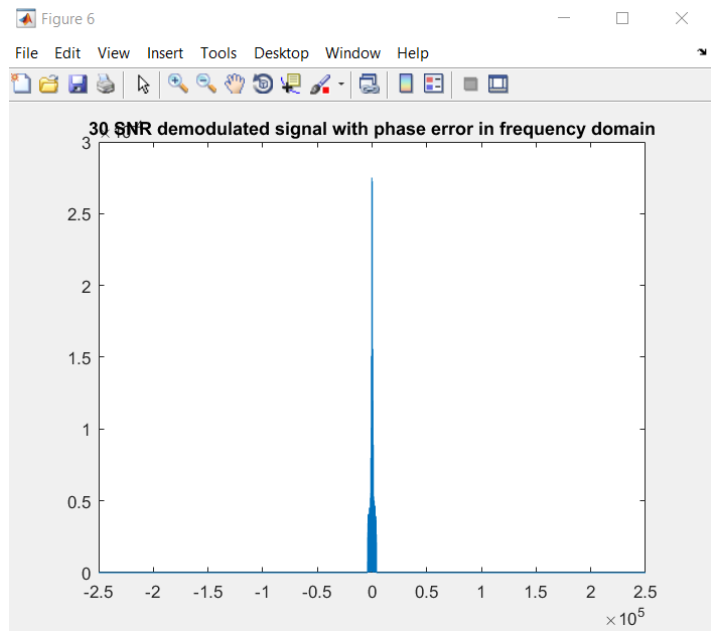 Figure 6
File Edit View Insert Tools Desktop Window Help
30 SNR demodulated signal with phase error in frequency domain
3
2.5
2
1.5
1
0.5
0
-2.5 -2 -1.5 -1 -0.5 0 0.5 1 1.5 2 2.5
×10⁵